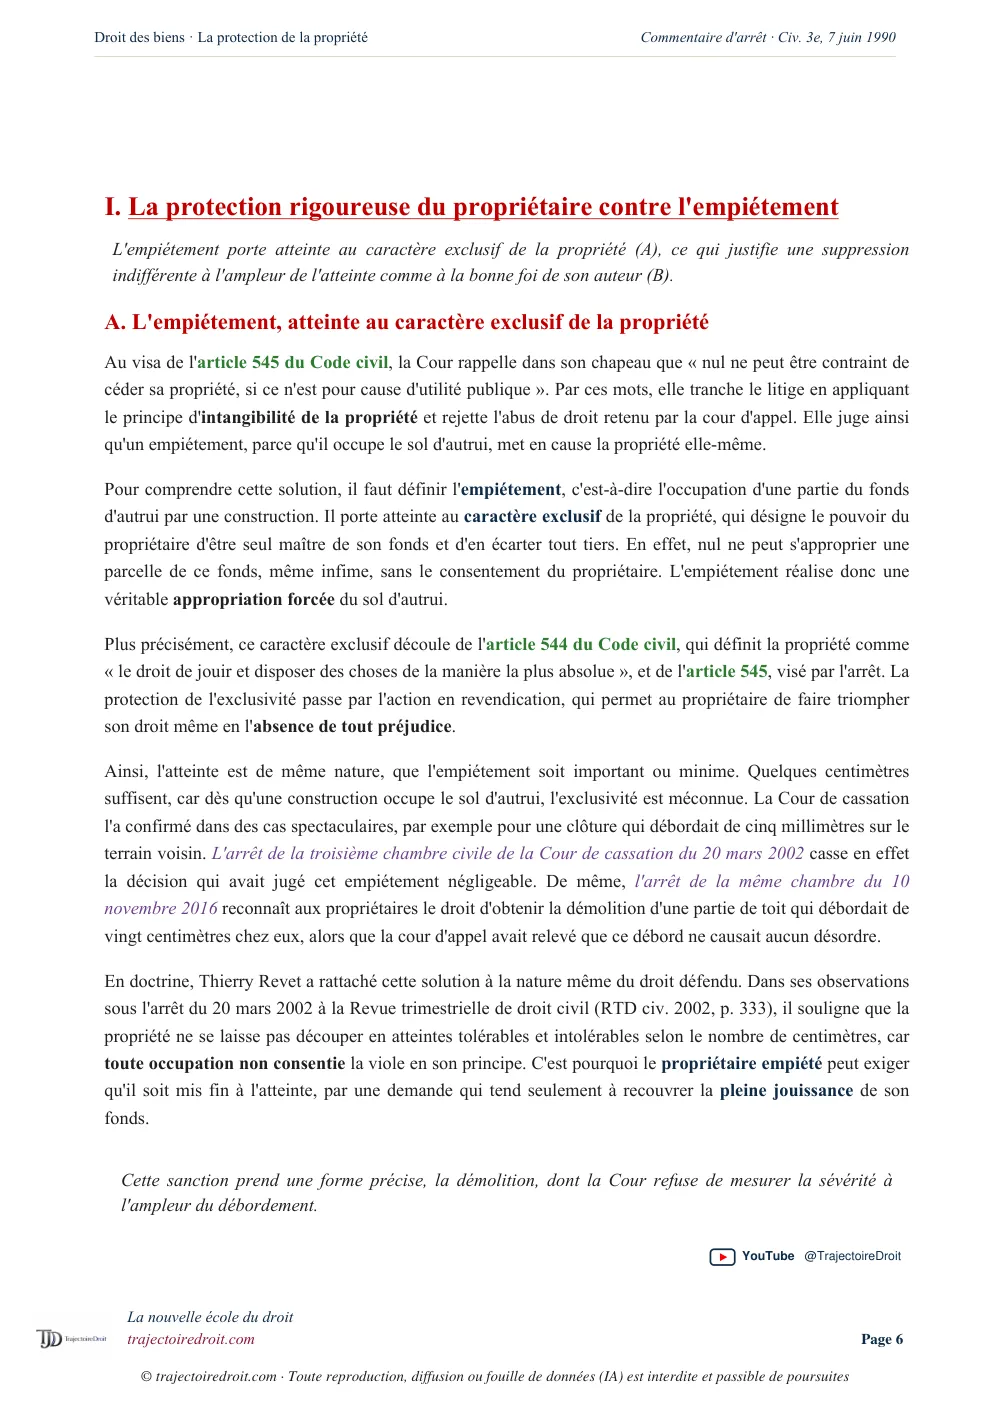 Droit des biens · La protection de la propriété
Commentaire d'arrêt · Civ. 3e, 7 juin 1990
I. La protection rigoureuse du propriétaire contre l'empiétement
L'empiétement porte atteinte au caractère exclusif de la propriété (A), ce qui justifie une suppression
indifférente à l'ampleur de l'atteinte comme à la bonne foi de son auteur (B).
A. L'empiétement, atteinte au caractère exclusif de la propriété
Au visa de l'article 545 du Code civil, la Cour rappelle dans son chapeau que « nul ne peut être contraint de
céder sa propriété, si ce n'est pour cause d'utilité publique ». Par ces mots, elle tranche le litige en appliquant
le principe d'intangibilité de la propriété et rejette l'abus de droit retenu par la cour d'appel. Elle juge ainsi
qu'un empiétement, parce qu'il occupe le sol d'autrui, met en cause la propriété elle-même.
Pour comprendre cette solution, il faut définir l'empiétement, c'est-à-dire l'occupation d'une partie du fonds
d'autrui par une construction. Il porte atteinte au caractère exclusif de la propriété, qui désigne le pouvoir du
propriétaire d'être seul maître de son fonds et d'en écarter tout tiers. En effet, nul ne peut s'approprier une
parcelle de ce fonds, même infime, sans le consentement du propriétaire. L'empiétement réalise donc une
véritable appropriation forcée du sol d'autrui.
Plus précisément, ce caractère exclusif découle de l'article 544 du Code civil, qui définit la propriété comme
« le droit de jouir et disposer des choses de la manière la plus absolue », et de l'article 545, visé par l'arrêt. La
protection de l'exclusivité passe par l'action en revendication, qui permet au propriétaire de faire triompher
son droit même en l'absence de tout préjudice.
Ainsi, l'atteinte est de même nature, que l'empiétement soit important ou minime. Quelques centimètres
suffisent, car dès qu'une construction occupe le sol d'autrui, l'exclusivité est méconnue. La Cour de cassation
l'a confirmé dans des cas spectaculaires, par exemple pour une clôture qui débordait de cinq millimètres sur le
terrain voisin. L'arrêt de la troisième chambre civile de la Cour de cassation du 20 mars 2002 casse en effet
la décision qui avait jugé cet empiétement négligeable. De même, l'arrêt de la même chambre du 10
novembre 2016 reconnaît aux propriétaires le droit d'obtenir la démolition d'une partie de toit qui débordait de
vingt centimètres chez eux, alors que la cour d'appel avait relevé que ce débord ne causait aucun désordre.
En doctrine, Thierry Revet a rattaché cette solution à la nature même du droit défendu. Dans ses observations
sous l'arrêt du 20 mars 2002 à la Revue trimestrielle de droit civil (RTD civ. 2002, p. 333), il souligne que la
propriété ne se laisse pas découper en atteintes tolérables et intolérables selon le nombre de centimètres, car
toute occupation non consentie la viole en son principe. C'est pourquoi le propriétaire empiété peut exiger
qu'il soit mis fin à l'atteinte, par une demande qui tend seulement à recouvrer la pleine jouissance de son
fonds.
Cette sanction prend une forme précise, la démolition, dont la Cour refuse de mesurer la sévérité à
l'ampleur du débordement.
YouTube @TrajectoireDroit
La nouvelle école du droit
TJD TrajectoireDroit
trajectoiredroit.com
Page 6
© trajectoiredroit.com · Toute reproduction, diffusion ou fouille de données (IA) est interdite et passible de poursuites